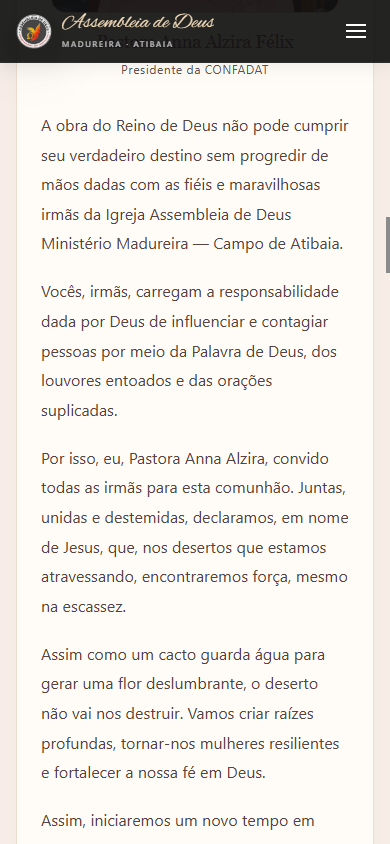 Assembleia de Deus
MADUREIRA · ATIBAIA
Pastora Anna Alzira Félix
Presidente da CONFADAT
A obra do Reino de Deus não pode cumprir
seu verdadeiro destino sem progredir de
mãos dadas com as fiéis e maravilhosas
irmãs da Igreja Assembleia de Deus
Ministério Madureira — Campo de Atibaia.
Vocês, irmãs, carregam a responsabilidade
dada por Deus de influenciar e contagiar
pessoas por meio da Palavra de Deus, dos
louvores entoados e das orações
suplicadas.
Por isso, eu, Pastora Anna Alzira, convido
todas as irmãs para esta comunhão. Juntas,
unidas e destemidas, declaramos, em nome
de Jesus, que, nos desertos que estamos
atravessando, encontraremos força, mesmo
na escassez.
Assim como um cacto guarda água para
gerar uma flor deslumbrante, o deserto
não vai nos destruir. Vamos criar raízes
profundas, tornar-nos mulheres resilientes
e fortalecer a nossa fé em Deus.
Assim, iniciaremos um novo tempo em